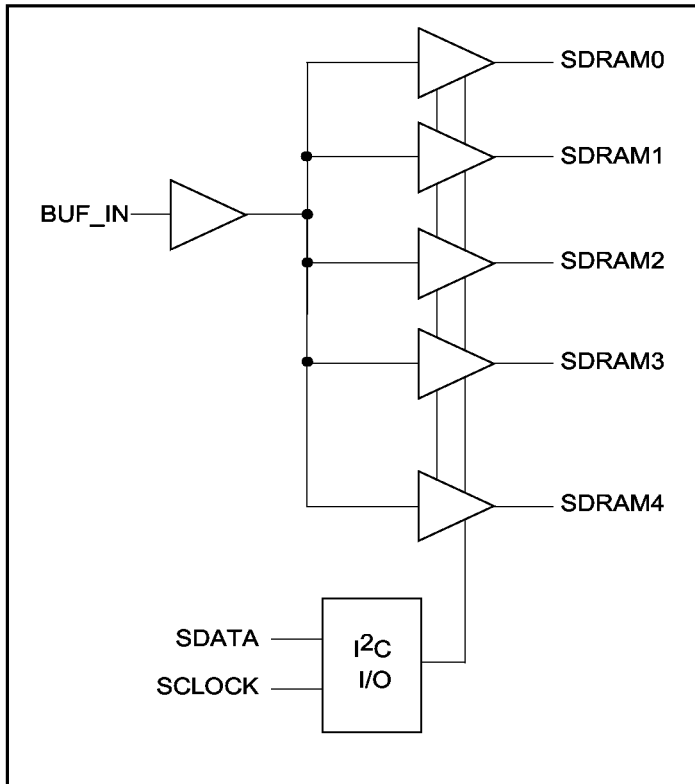 SDRAM0
SDRAM1
BUF_IN
SDRAM2
SDRAM3
SDRAM4
SDATA
SCLOCK
I²C
I/O